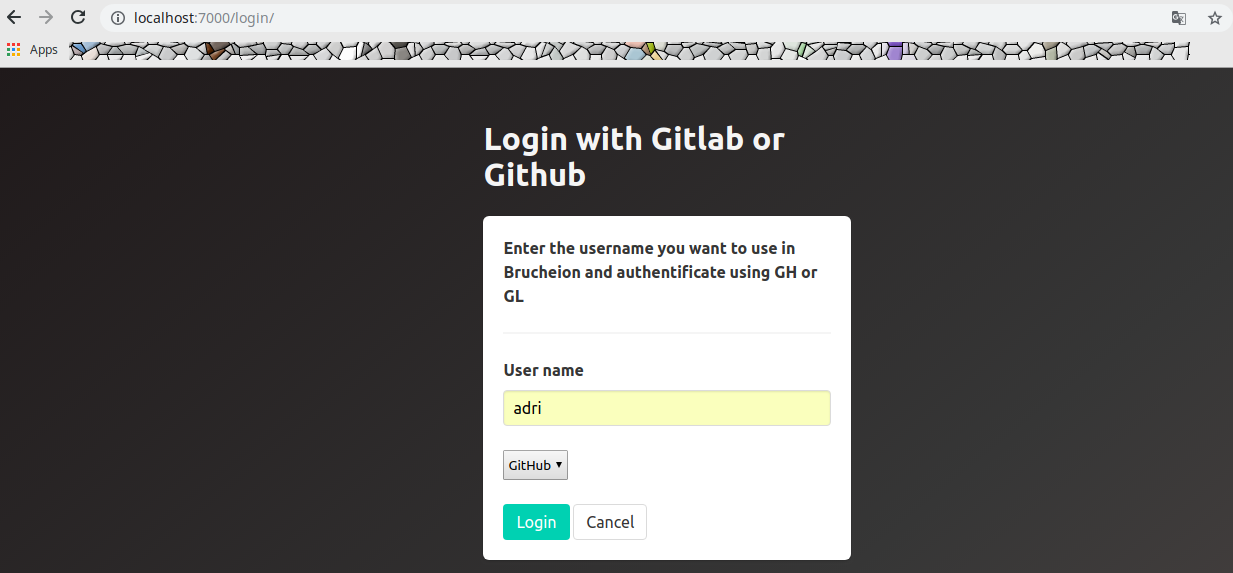 localhost:7000/login/
Apps
Login with Gitlab or
Github
Enter the username you want to use in
Brucheion and authentificate using GH or
GL
User name
adri
GitHub
Login Cancel